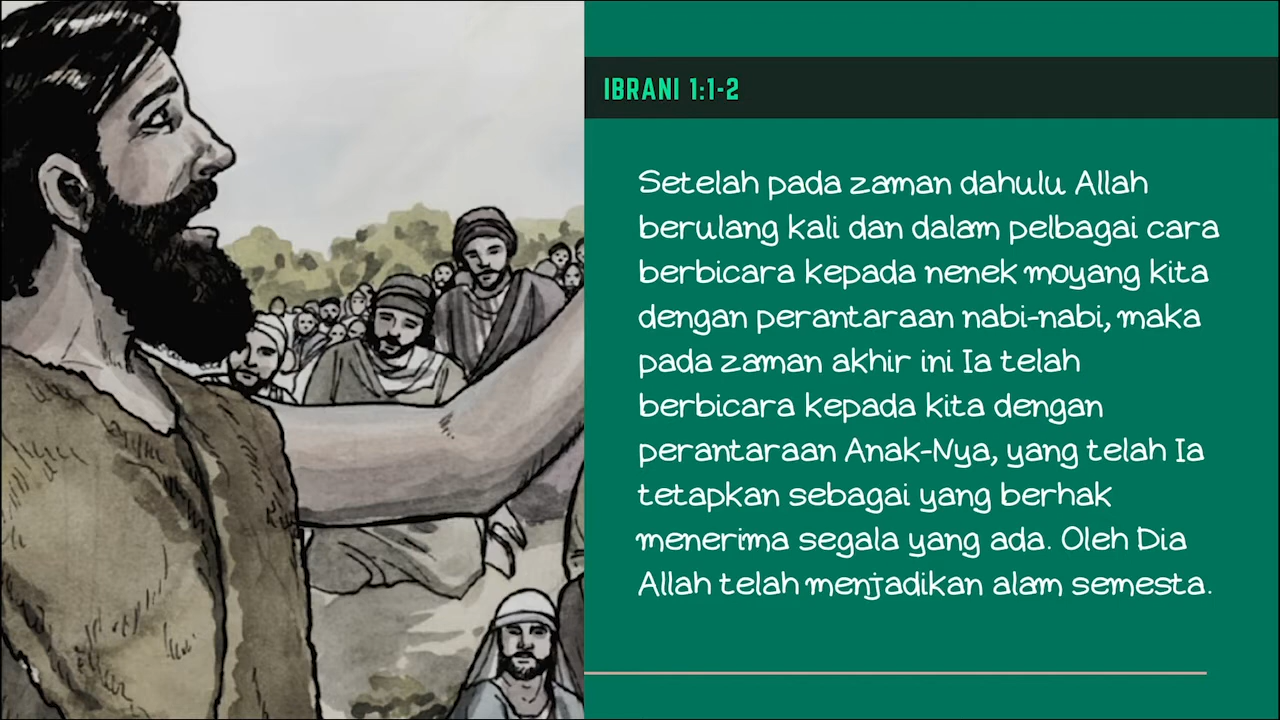 IBRANI 1:1-2
Setelah pada zaman dahulu Allah
berulang kali dan dalam pelbagai cara
berbicara kepada nenek moyang kita
dengan perantaraan nabi-nabi, maka
pada zaman akhir ini Ia telah
berbicara kepada kita dengan
perantaraan Anak-Nya, yang telah Ia
tetapkan sebagai yang berhak
menerima segala yang ada. Oleh Dia
Allah telah menjadikan alam semesta.